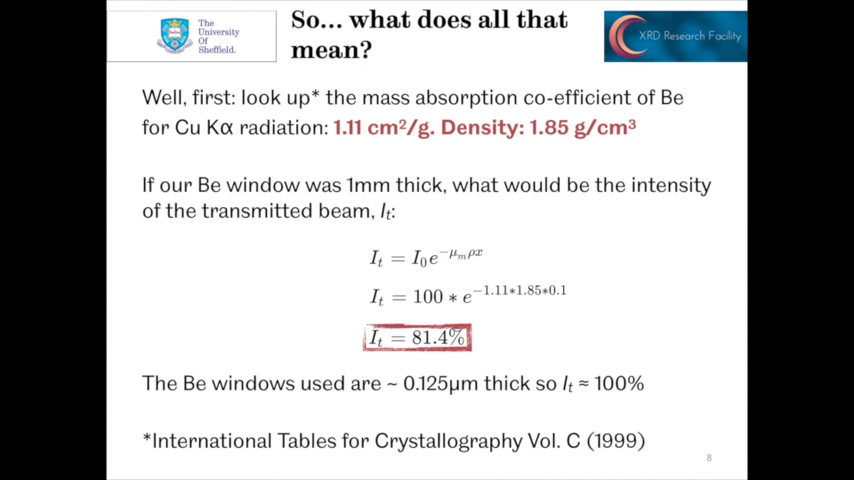 The
University
Of
Sheffield.
So... what does all that
mean?
XRD Research Facility
Well, first: look up* the mass absorption co-efficient of Be
for Cu Kα radiation: 1.11 cm²/g. Density: 1.85 g/cm³
If our Be window was 1mm thick, what would be the intensity
of the transmitted beam, Iₜ:
Iₜ = I₀e^{−μₘρx}
Iₜ = 100 * e^{−1.11*1.85*0.1}
Iₜ = 81.4%
The Be windows used are ~ 0.125μm thick so Iₜ ≈ 100%
*International Tables for Crystallography Vol. C (1999)
8